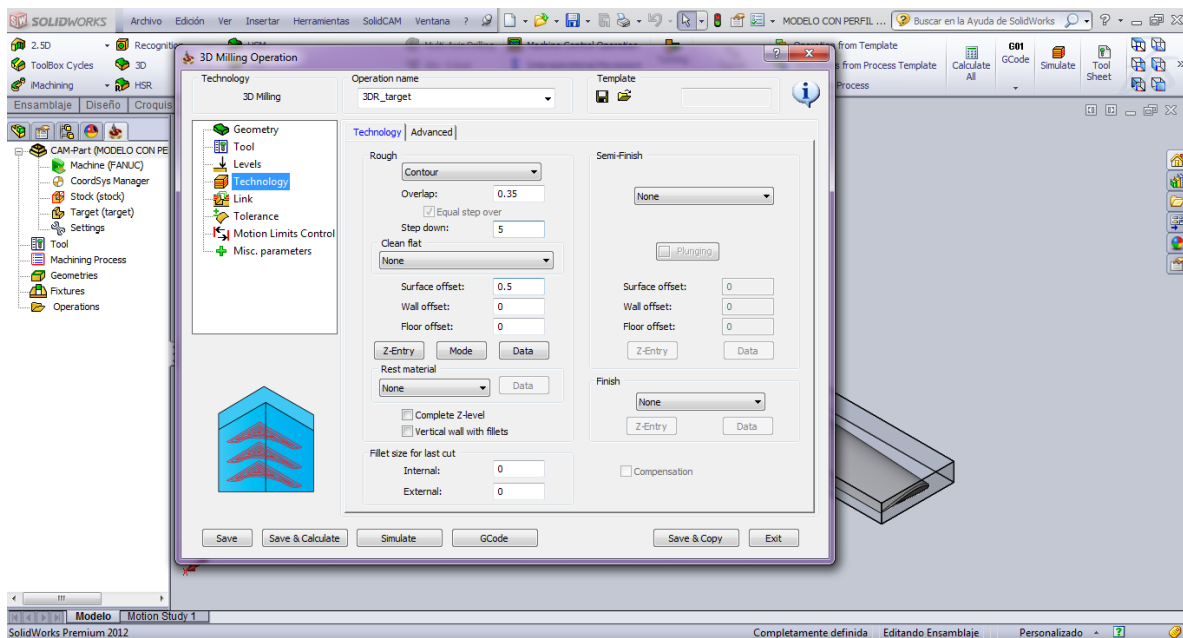 SOLIDWORKS Archivo Edición Ver Insertar Herramientas SolidCAM Ventana ? MODELO CON PERFIL ... Buscar en la Ayuda de SolidWorks
2.5D
ToolBox Cycles 3D
iMachining HSR
from Template
from Process Template
Process
Calculate All
G01
GCode
Simulate
Tool Sheet
Ensamblaje Diseño Croquis
3D Milling Operation
Technology
3D Milling
Operation name
3DR_target
Template
CAM-Part (MODELO CON PE
Machine (FANUC)
CoordSys Manager
Stock (stock)
Target (target)
Settings
Tool
Machining Process
Geometries
Fixtures
Operations
Geometry
Tool
Levels
Technology
Link
Tolerance
Motion Limits Control
Misc. parameters
Technology Advanced
Rough
Contour
Overlap: 0.35
Equal step over
Step down: 5
Clean flat
None
Surface offset: 0.5
Wall offset: 0
Floor offset: 0
Z-Entry Mode Data
Rest material
None Data
Complete Z-level
Vertical wall with fillets
Fillet size for last cut
Internal: 0
External: 0
Semi-Finish
None
Plunging
Surface offset: 0
Wall offset: 0
Floor offset: 0
Z-Entry Data
Finish
None
Z-Entry Data
Compensation
Save Save & Calculate Simulate GCode Save & Copy Exit
Modelo Motion Study 1
SolidWorks Premium 2012 Completamente definida Editando Ensamblaje Personalizado